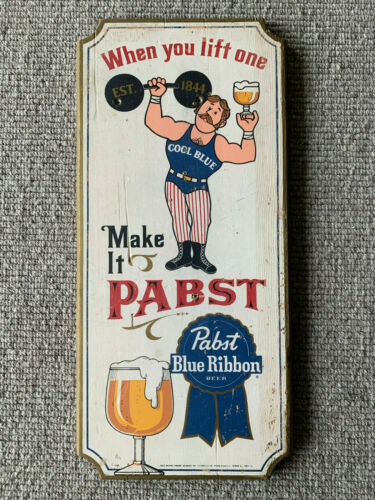 When you lift one
EST. 1844
COOL BLUE
Make
It
PABST
Pabst
Blue Ribbon
BEER